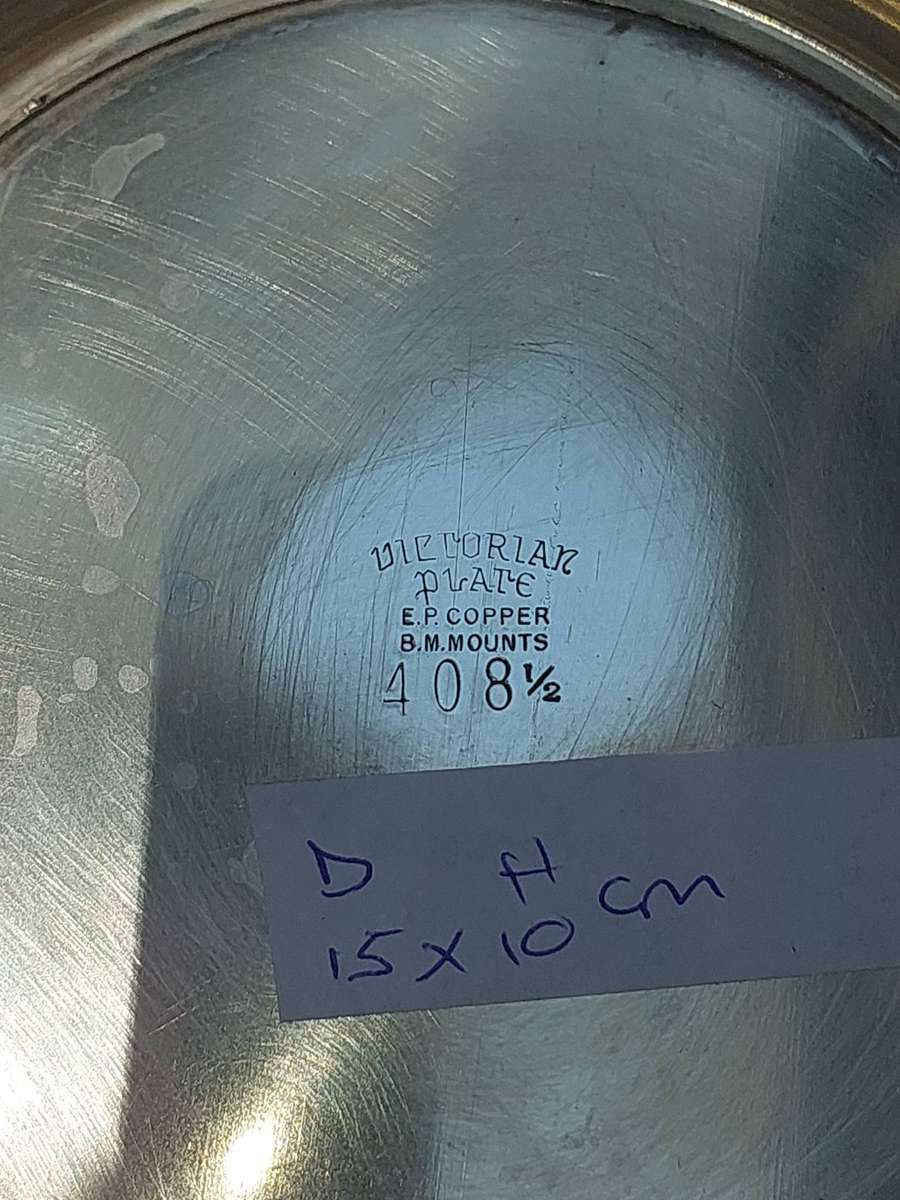 VICTORIAN
PLATE
E.P. COPPER
B.M.MOUNTS
408½
D H cm
15 x 10